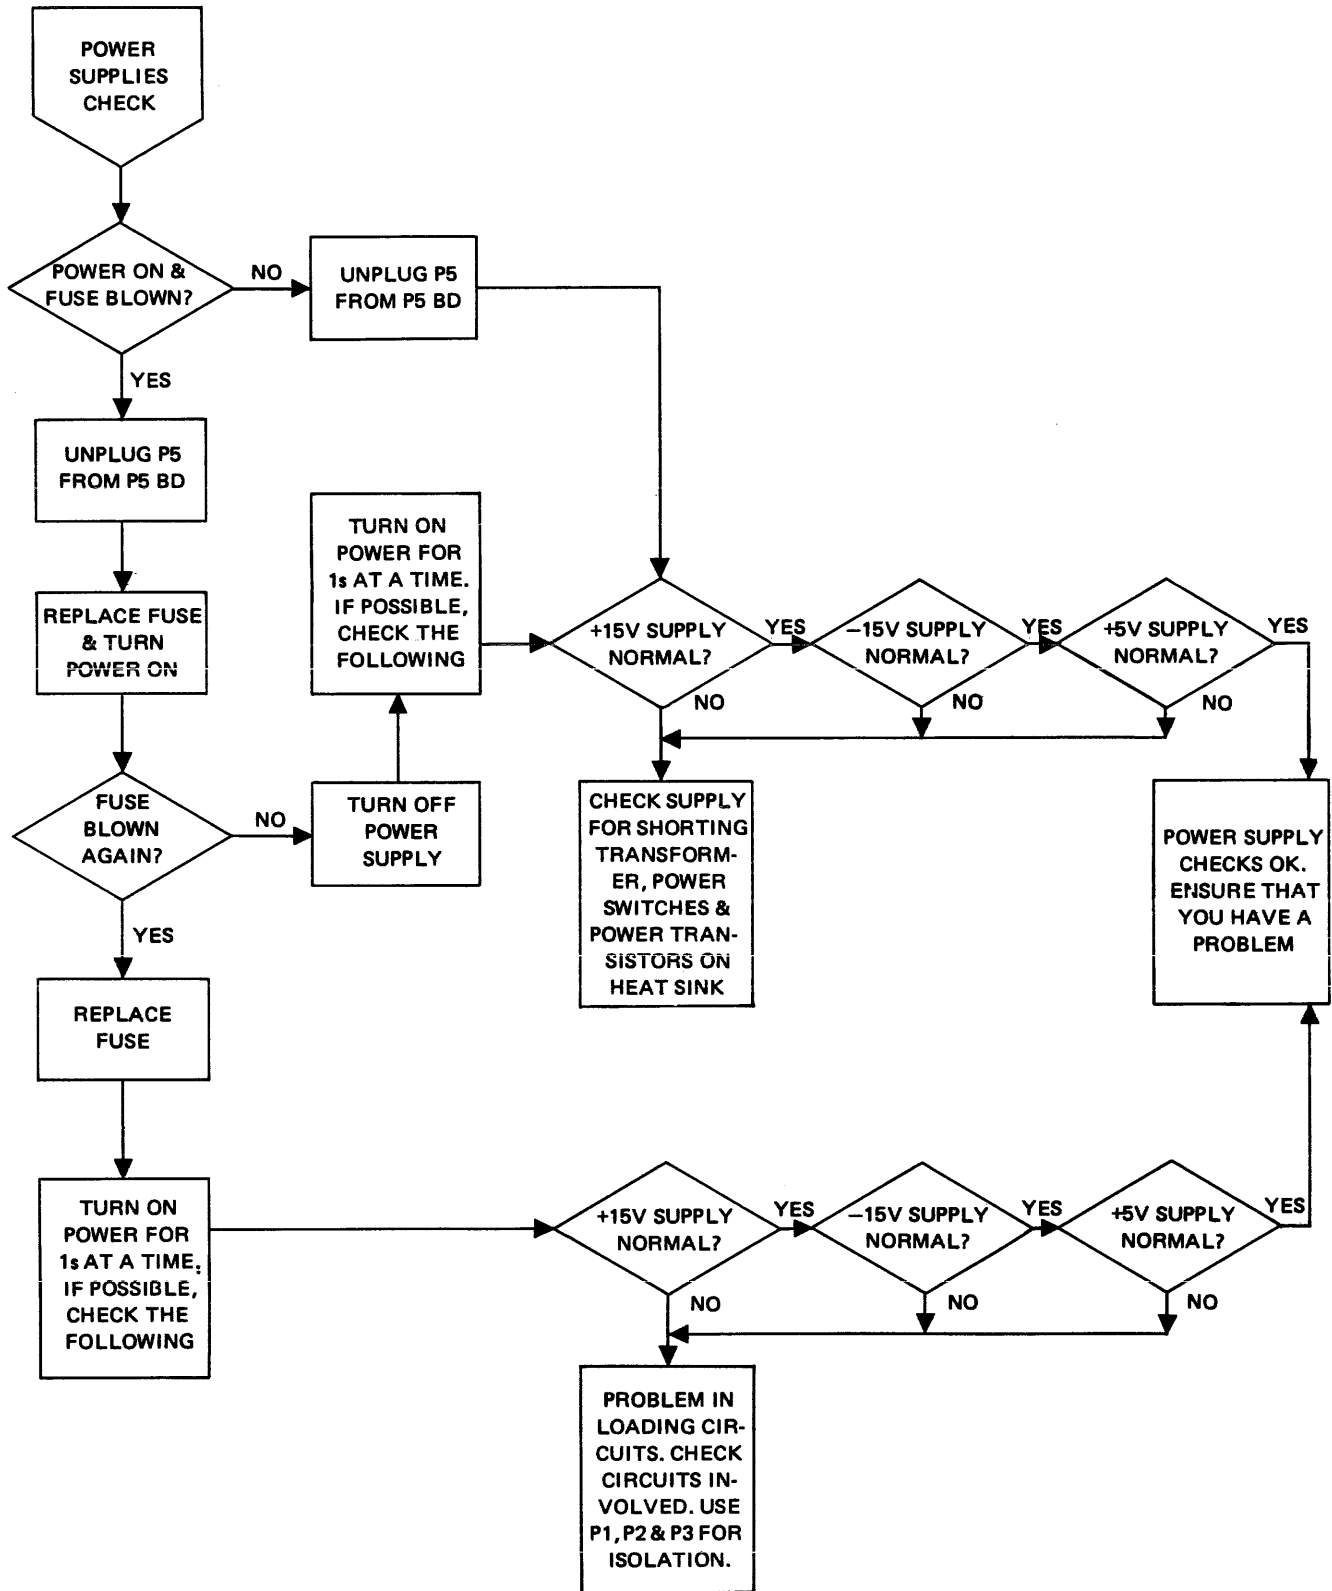 POWER
SUPPLIES
CHECK
POWER ON &
FUSE BLOWN?
NO
UNPLUG P5
FROM P5 BD
YES
UNPLUG P5
FROM P5 BD
REPLACE FUSE
& TURN
POWER ON
FUSE
BLOWN
AGAIN?
NO
TURN OFF
POWER
SUPPLY
TURN ON
POWER FOR
1s AT A TIME.
IF POSSIBLE,
CHECK THE
FOLLOWING
+15V SUPPLY
NORMAL?
YES
NO
–15V SUPPLY
NORMAL?
YES
NO
+5V SUPPLY
NORMAL?
YES
NO
CHECK SUPPLY
FOR SHORTING
TRANSFORM-
ER, POWER
SWITCHES &
POWER TRAN-
SISTORS ON
HEAT SINK
POWER SUPPLY
CHECKS OK.
ENSURE THAT
YOU HAVE A
PROBLEM
YES
REPLACE
FUSE
TURN ON
POWER FOR
1s AT A TIME.
IF POSSIBLE,
CHECK THE
FOLLOWING
+15V SUPPLY
NORMAL?
YES
NO
–15V SUPPLY
NORMAL?
YES
NO
+5V SUPPLY
NORMAL?
YES
NO
PROBLEM IN
LOADING CIR-
CUITS. CHECK
CIRCUITS IN-
VOLVED. USE
P1, P2 & P3 FOR
ISOLATION.